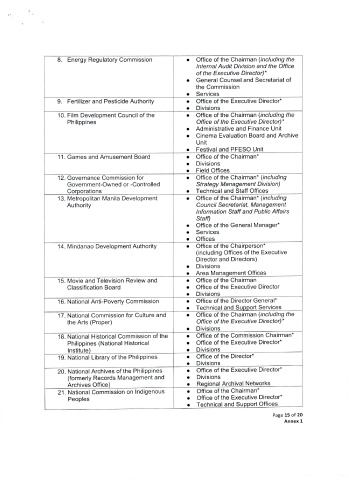 8. Energy Regulatory Commission
• Office of the Chairman (including the
Internal Audit Division and the Office
of the Executive Director)*
• General Counsel and Secretariat of
the Commission
• Services
9. Fertilizer and Pesticide Authority
• Office of the Executive Director*
• Divisions
10. Film Development Council of the
Philippines
• Office of the Chairman (including the
Office of the Executive Director)*
• Administrative and Finance Unit
• Cinema Evaluation Board and Archive
Unit
• Festival and PFESO Unit
11. Games and Amusement Board
• Office of the Chairman*
• Divisions
• Field Offices
12. Governance Commission for
Government-Owned or -Controlled
Corporations
• Office of the Chairman* (including
Strategy Management Division)
• Technical and Staff Offices
13. Metropolitan Manila Development
Authority
• Office of the Chairman* (including
Council Secretariat, Management
Information Staff and Public Affairs
Staff)
• Office of the General Manager*
• Services
• Offices
14. Mindanao Development Authority
• Office of the Chairperson*
(including Offices of the Executive
Director and Directors)
• Divisions
• Area Management Offices
15. Movie and Television Review and
Classification Board
• Office of the Chairman
• Office of the Executive Director
• Divisions
16. National Anti-Poverty Commission
• Office of the Director General*
• Technical and Support Services
17. National Commission for Culture and
the Arts (Proper)
• Office of the Chairman (including the
Office of the Executive Director)*
• Divisions
18. National Historical Commission of the
Philippines (National Historical
Institute)
• Office of the Commission Chairman*
• Office of the Executive Director*
• Divisions
19. National Library of the Philippines
• Office of the Director*
• Divisions
20. National Archives of the Philippines
(formerly Records Management and
Archives Office)
• Office of the Executive Director*
• Divisions
• Regional Archival Networks
21. National Commission on Indigenous
Peoples
• Office of the Chairman*
• Office of the Executive Director*
• Technical and Support Offices
Page 15 of 20
Annex 1